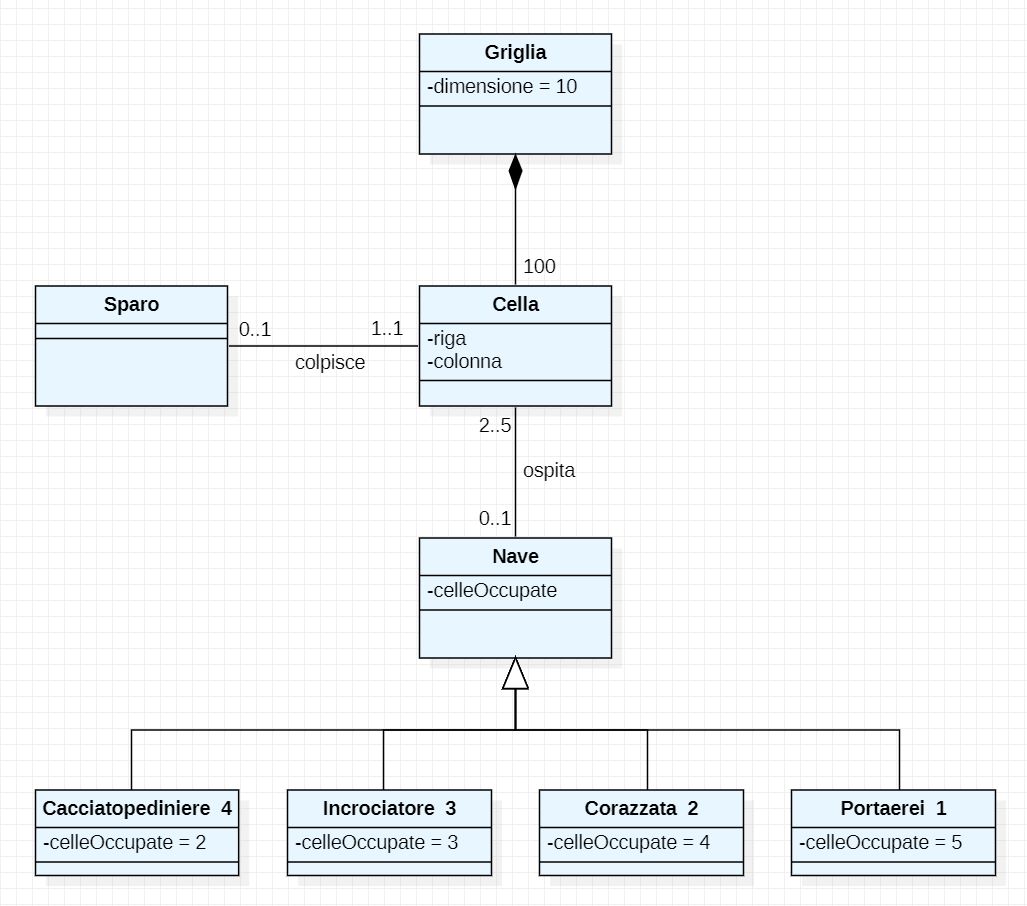 Griglia
-dimensione = 10
100
Sparo
Cella
0..1
1..1
-riga
colpisce
-colonna
2..5
ospita
0..1
Nave
-celleOccupate
Cacciatopediniere 4
Incrociatore 3
Corazzata 2
Portaerei 1
-celleOccupate = 2
-celleOccupate = 3
-celleOccupate = 4
-celleOccupate = 5